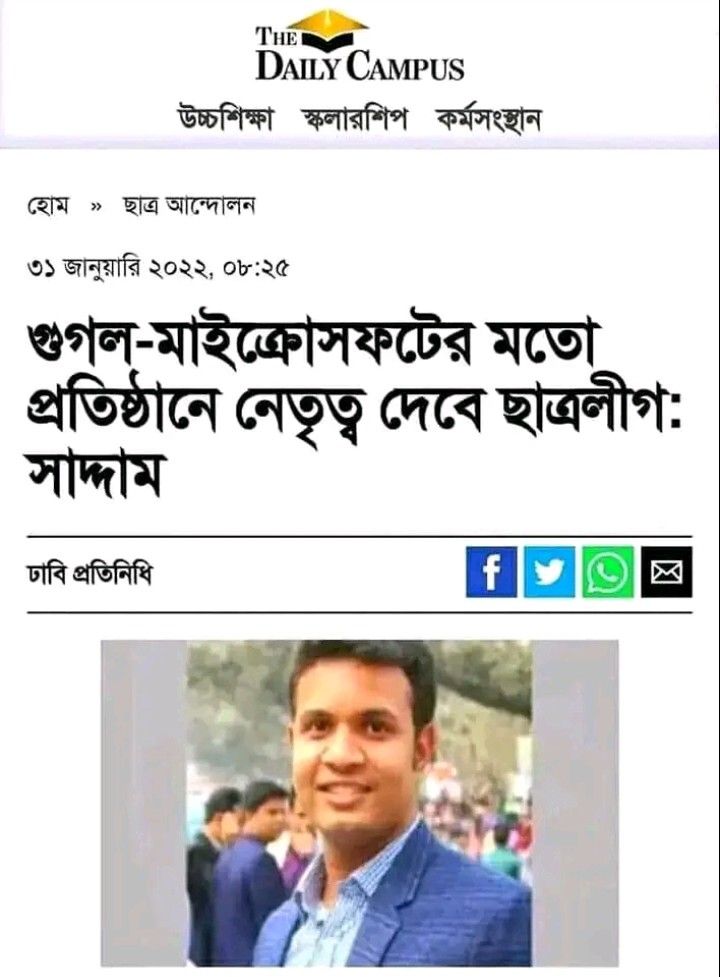 THE
DAILY CAMPUS
উচ্চশিক্ষা স্কলারশিপ কর্মসংস্থান
হোম » ছাত্র আন্দোলন
৩১ জানুয়ারি ২০২২, ০৮:২৫
গুগল-মাইক্রোসফটের মতো
প্রতিষ্ঠানে নেতৃত্ব দেবে ছাত্রলীগ:
সাদ্দাম
ঢাবি প্রতিনিধি